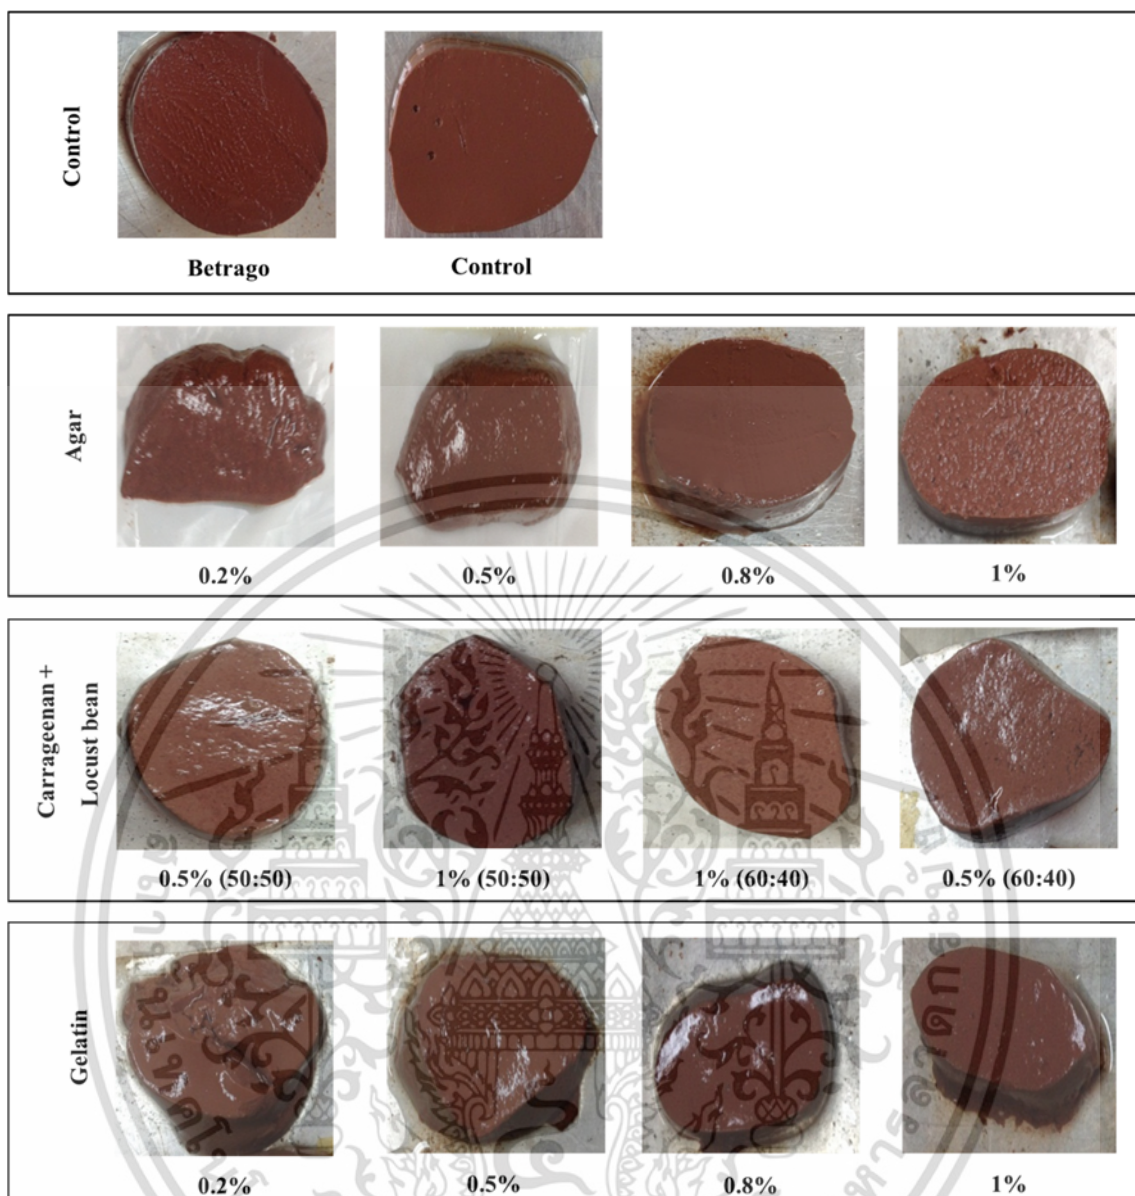 Control
Betrago
Control
Agar
0.2%
0.5%
0.8%
1%
Carrageenan +
Locust bean
0.5% (50:50)
1% (50:50)
1% (60:40)
0.5% (60:40)
Gelatin
0.2%
0.5%
0.8%
1%